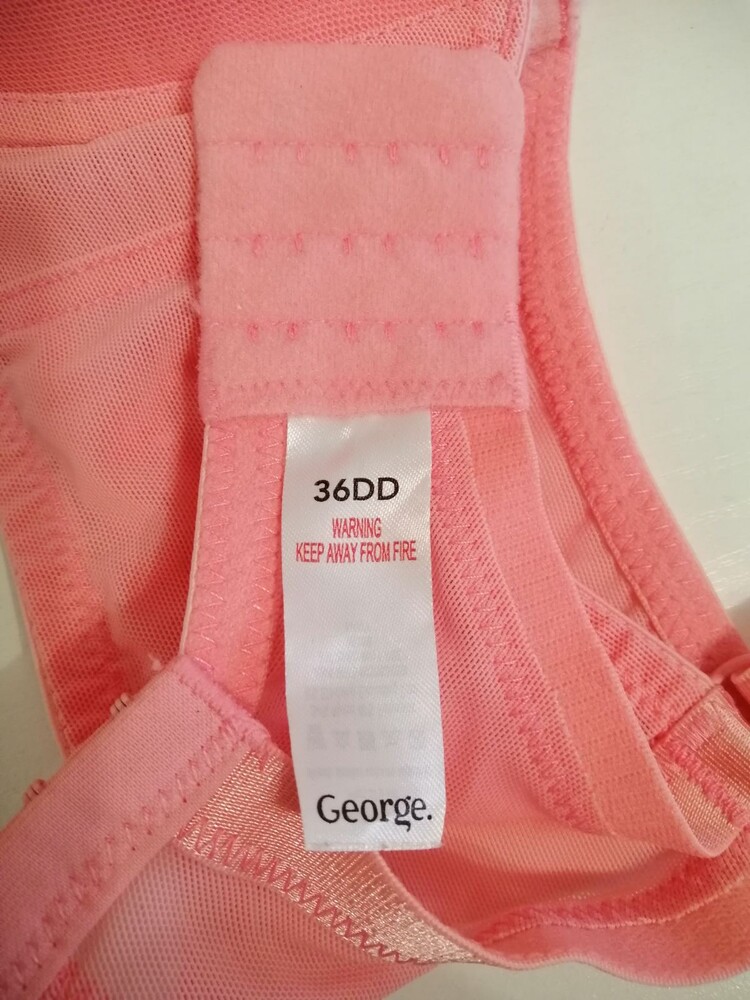 36DD
WARNING
KEEP AWAY FROM FIRE
George.